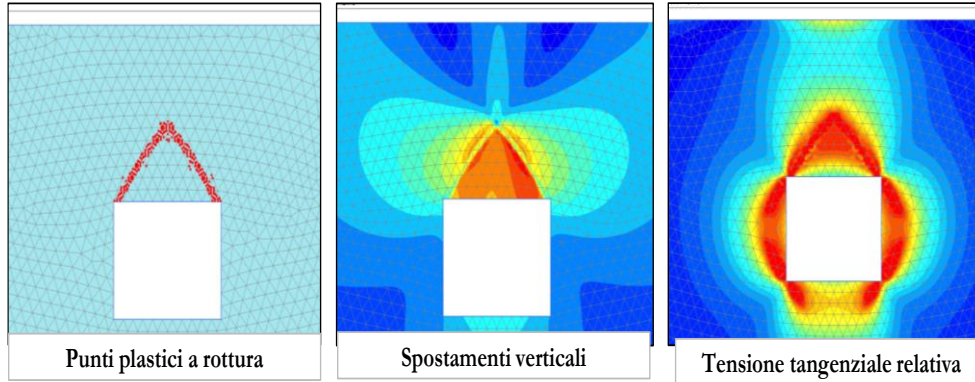 Punti plastici a rottura
Spostamenti verticali
Tensione tangenziale relativa